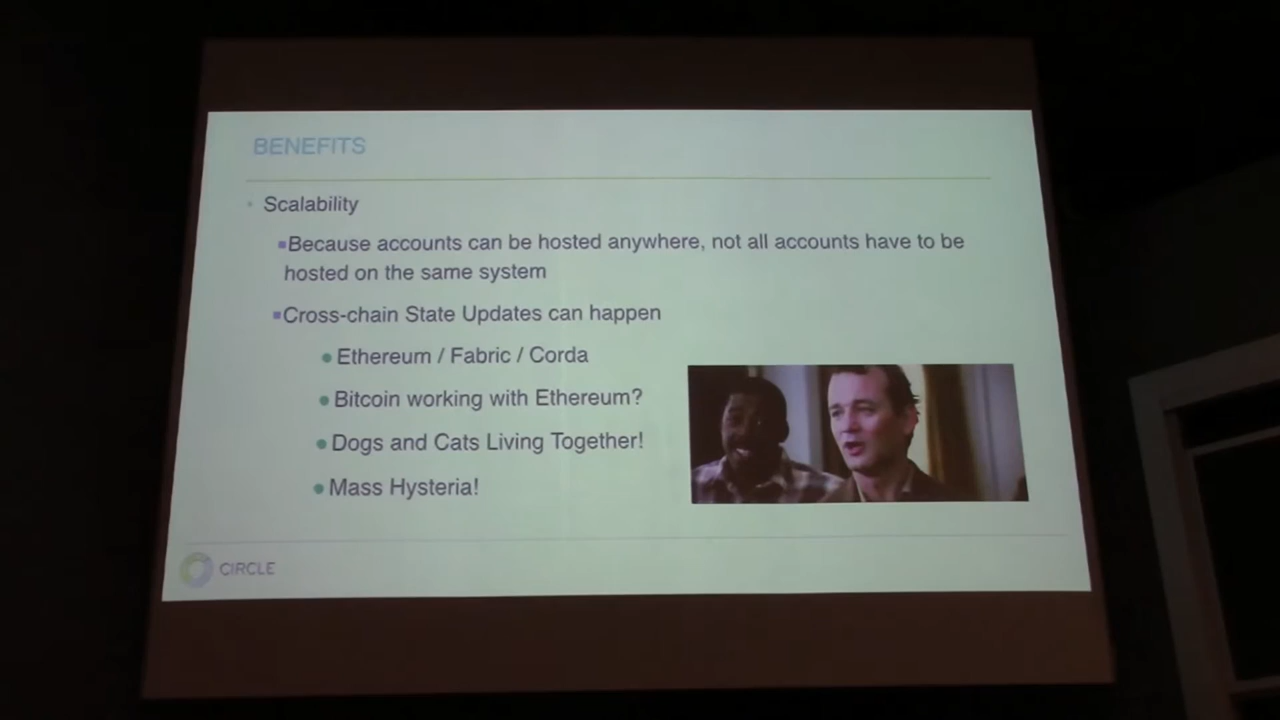 BENEFITS
Scalability
Because accounts can be hosted anywhere, not all accounts have to be
hosted on the same system
Cross-chain State Updates can happen
Ethereum / Fabric / Corda
Bitcoin working with Ethereum?
Dogs and Cats Living Together!
Mass Hysteria!
CIRCLE